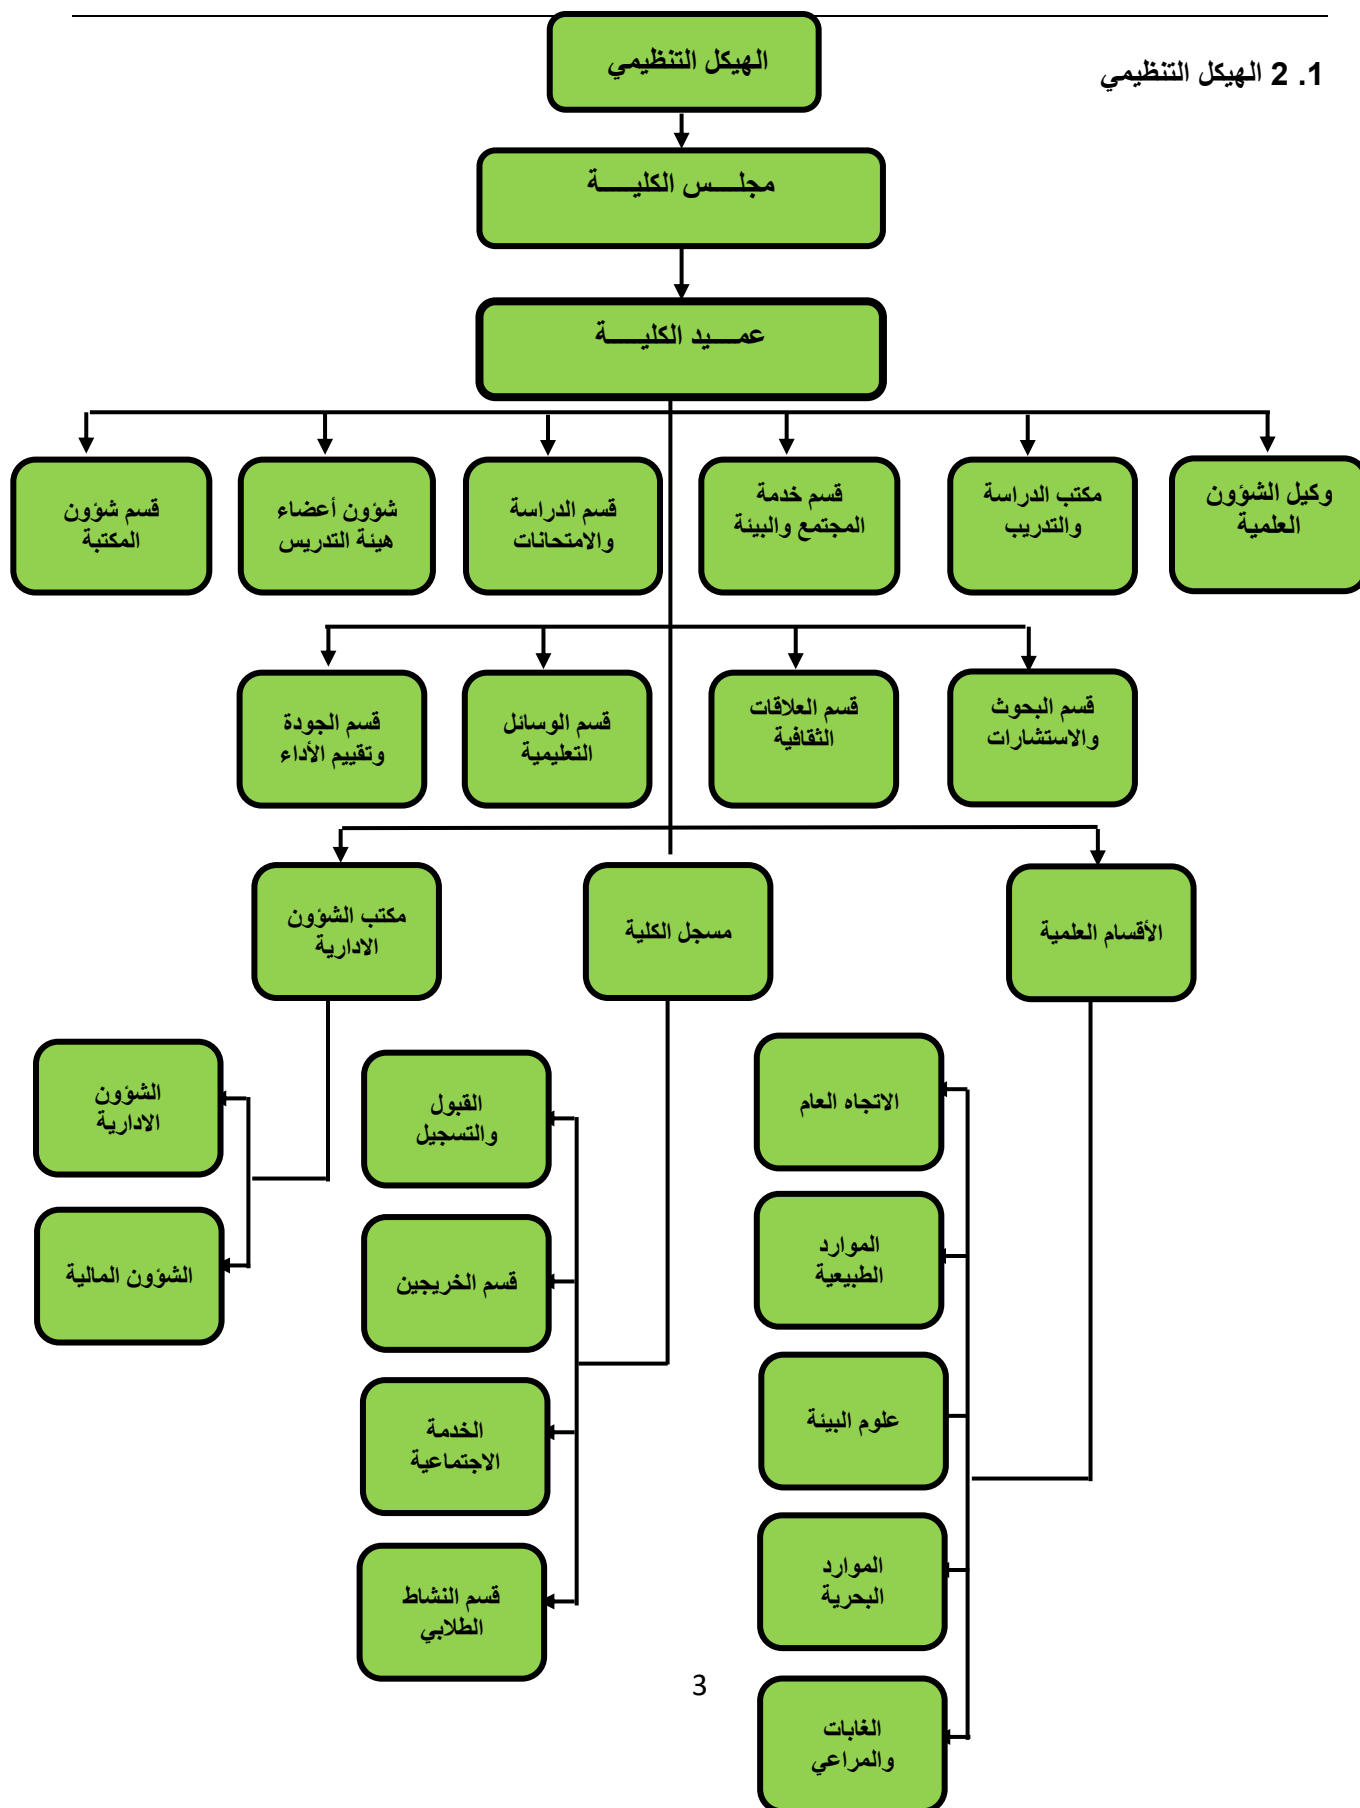 1. 2 الهيكل التنظيمي
الهيكل التنظيمي
مجلـــس الكليـــــة
عمـــيد الكليـــــة
وكيل الشؤون
العلمية
مكتب الدراسة
والتدريب
قسم خدمة
المجتمع والبيئة
قسم الدراسة
والامتحانات
شؤون أعضاء
هيئة التدريس
قسم شؤون
المكتبة
قسم البحوث
والاستشارات
قسم العلاقات
الثقافية
قسم الوسائل
التعليمية
قسم الجودة
وتقييم الأداء
الأقسام العلمية
مسجل الكلية
مكتب الشؤون
الادارية
الاتجاه العام
الموارد
الطبيعية
علوم البيئة
الموارد
البحرية
الغابات
والمراعي
القبول
والتسجيل
قسم الخريجين
الخدمة
الاجتماعية
قسم النشاط
الطلابي
الشؤون
الادارية
الشؤون المالية
3